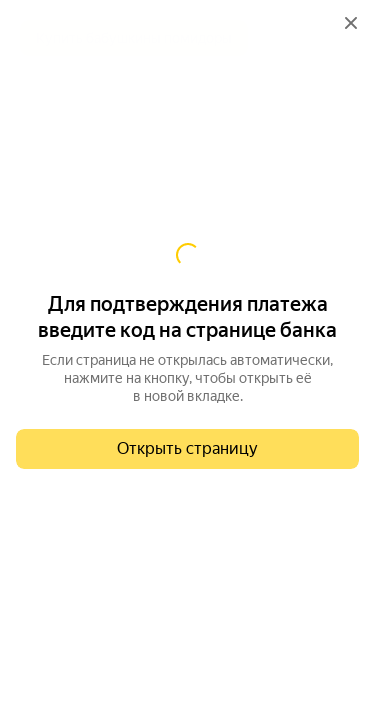 Для подтверждения платежа
введите код на странице банка
Если страница не открылась автоматически,
нажмите на кнопку, чтобы открыть её
в новой вкладке.
Открыть страницу